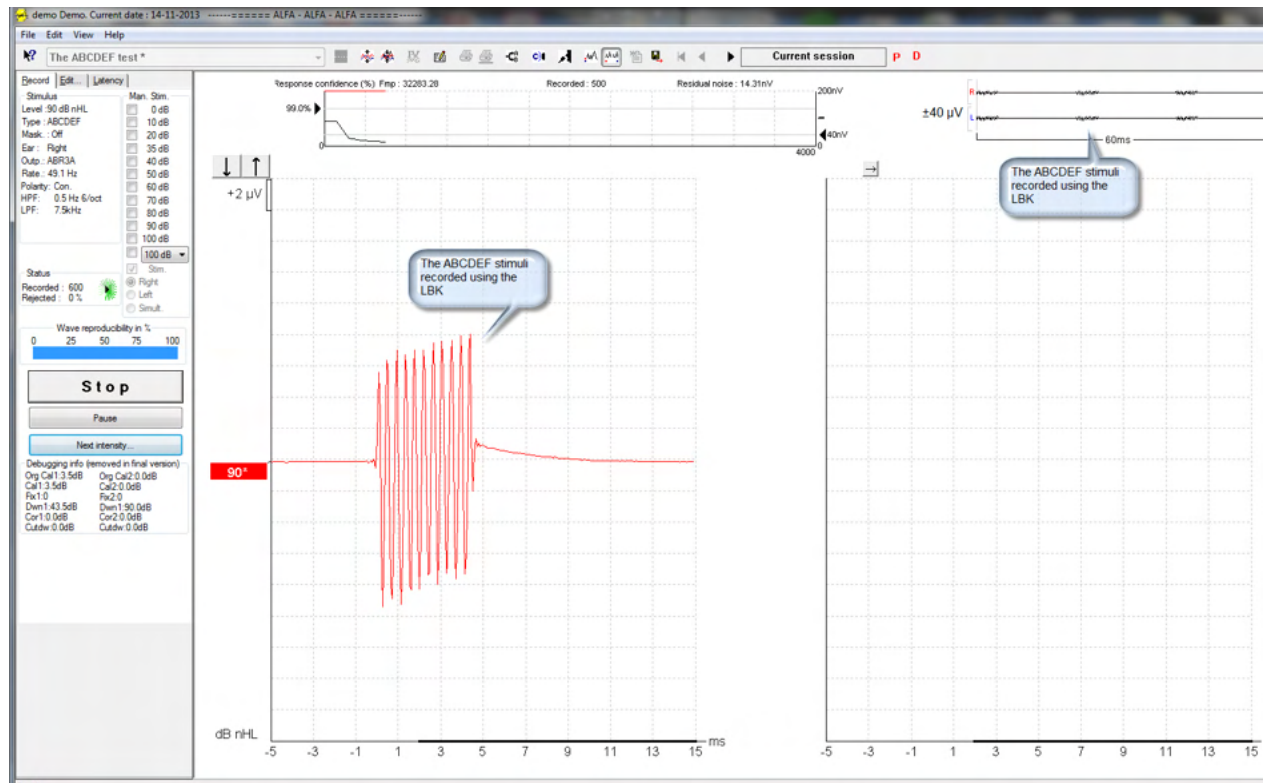 demo Demo. Current date : 14-11-2013 ------====== ALFA - ALFA - ALFA ======------
File Edit View Help
The ABCDEF test *
Current session
P D
Record Edit... Latency
Stimulus
Level :90 dB nHL
Type : ABCDEF
Mask. : Off
Ear : Right
Outp.: ABR3A
Rate.: 49.1 Hz
Polarity: Con.
HPF: 0.5 Hz 6/oct
LPF: 7.5kHz
Man. Stim.
0 dB
10 dB
20 dB
35 dB
40 dB
50 dB
60 dB
70 dB
80 dB
90 dB
100 dB
100 dB
Stim.
Right
Left
Simult.
Status
Recorded : 600
Rejected : 0 %
Wave reproducibility in %
0 25 50 75 100
Stop
Pause
Next intensity...
Debugging info (removed in final version)
Org Cal1:3.5dB Org Cal2:0.0dB
Cal1:3.5dB Cal2:0.0dB
Fix1:0 Fix2:0
Dwn1:43.5dB Dwn1:90.0dB
Cor1:0.0dB Cor2:0.0dB
Cutdw:0.0dB Cutdw:0.0dB
Response confidence (%) Fmp : 32283.28 Recorded : 500 Residual noise : 14.31nV
99.0%
0
200nV
40nV
0
4000
±40 µV
R
L
60ms
The ABCDEF stimuli
recorded using the
LBK
+2 µV
The ABCDEF stimuli
recorded using the
LBK
90*
dB nHL
-5 -3 -1 1 3 5 7 9 11 13 15 ms
-5 -3 -1 1 3 5 7 9 11 13 15